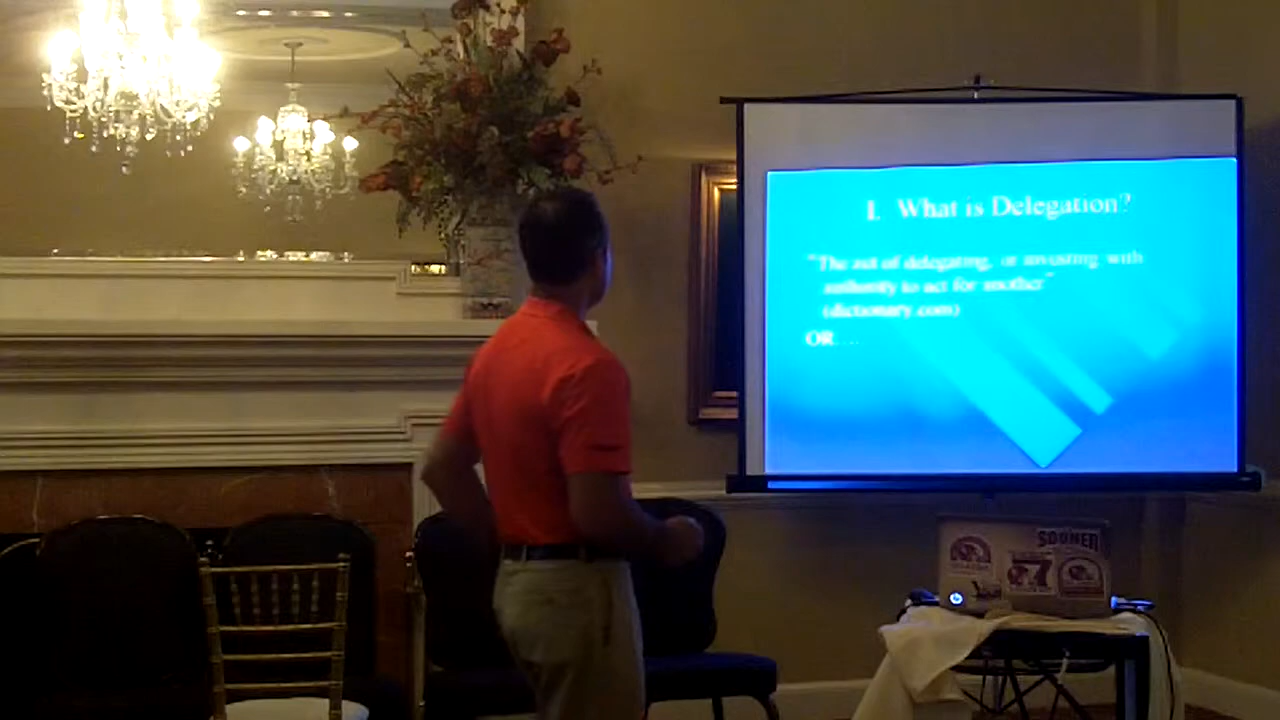 I. What is Delegation?
"The act of delegating, or investing with
authority to act for another"
(dictionary.com)
OR....
SOONER